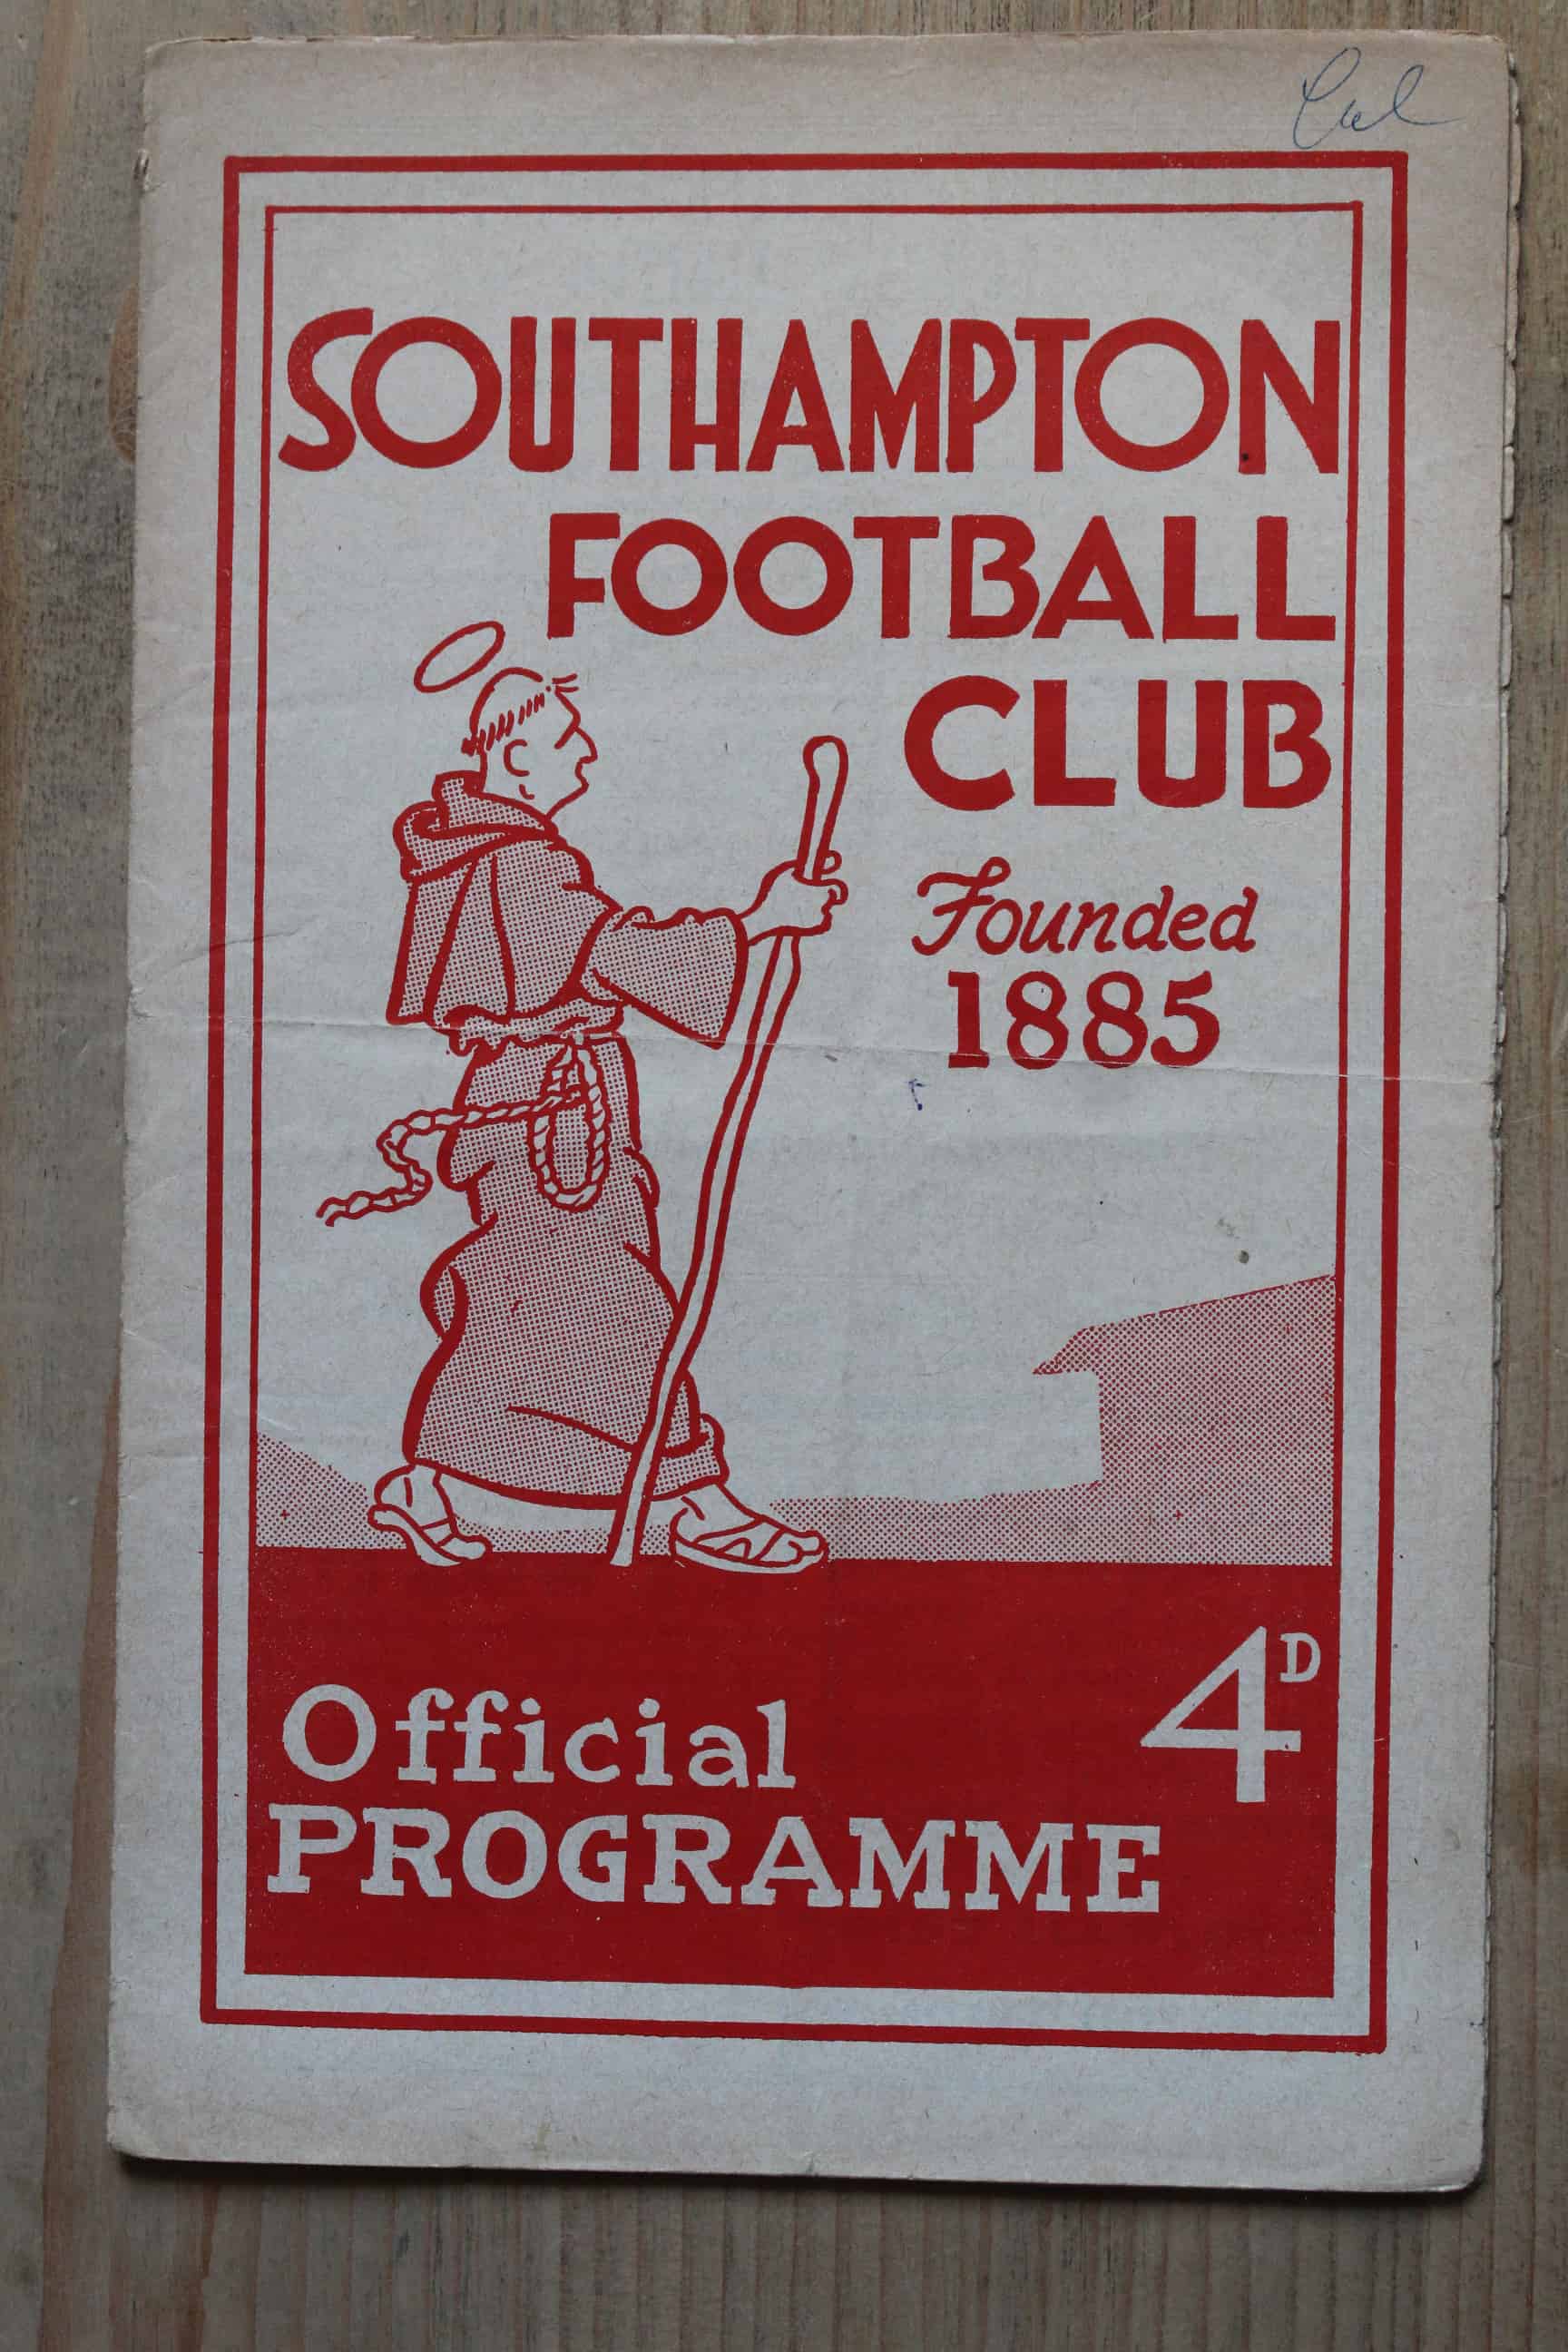 SOUTHAMPTON
FOOTBALL
CLUB
Founded
1885
4D
Official
PROGRAMME